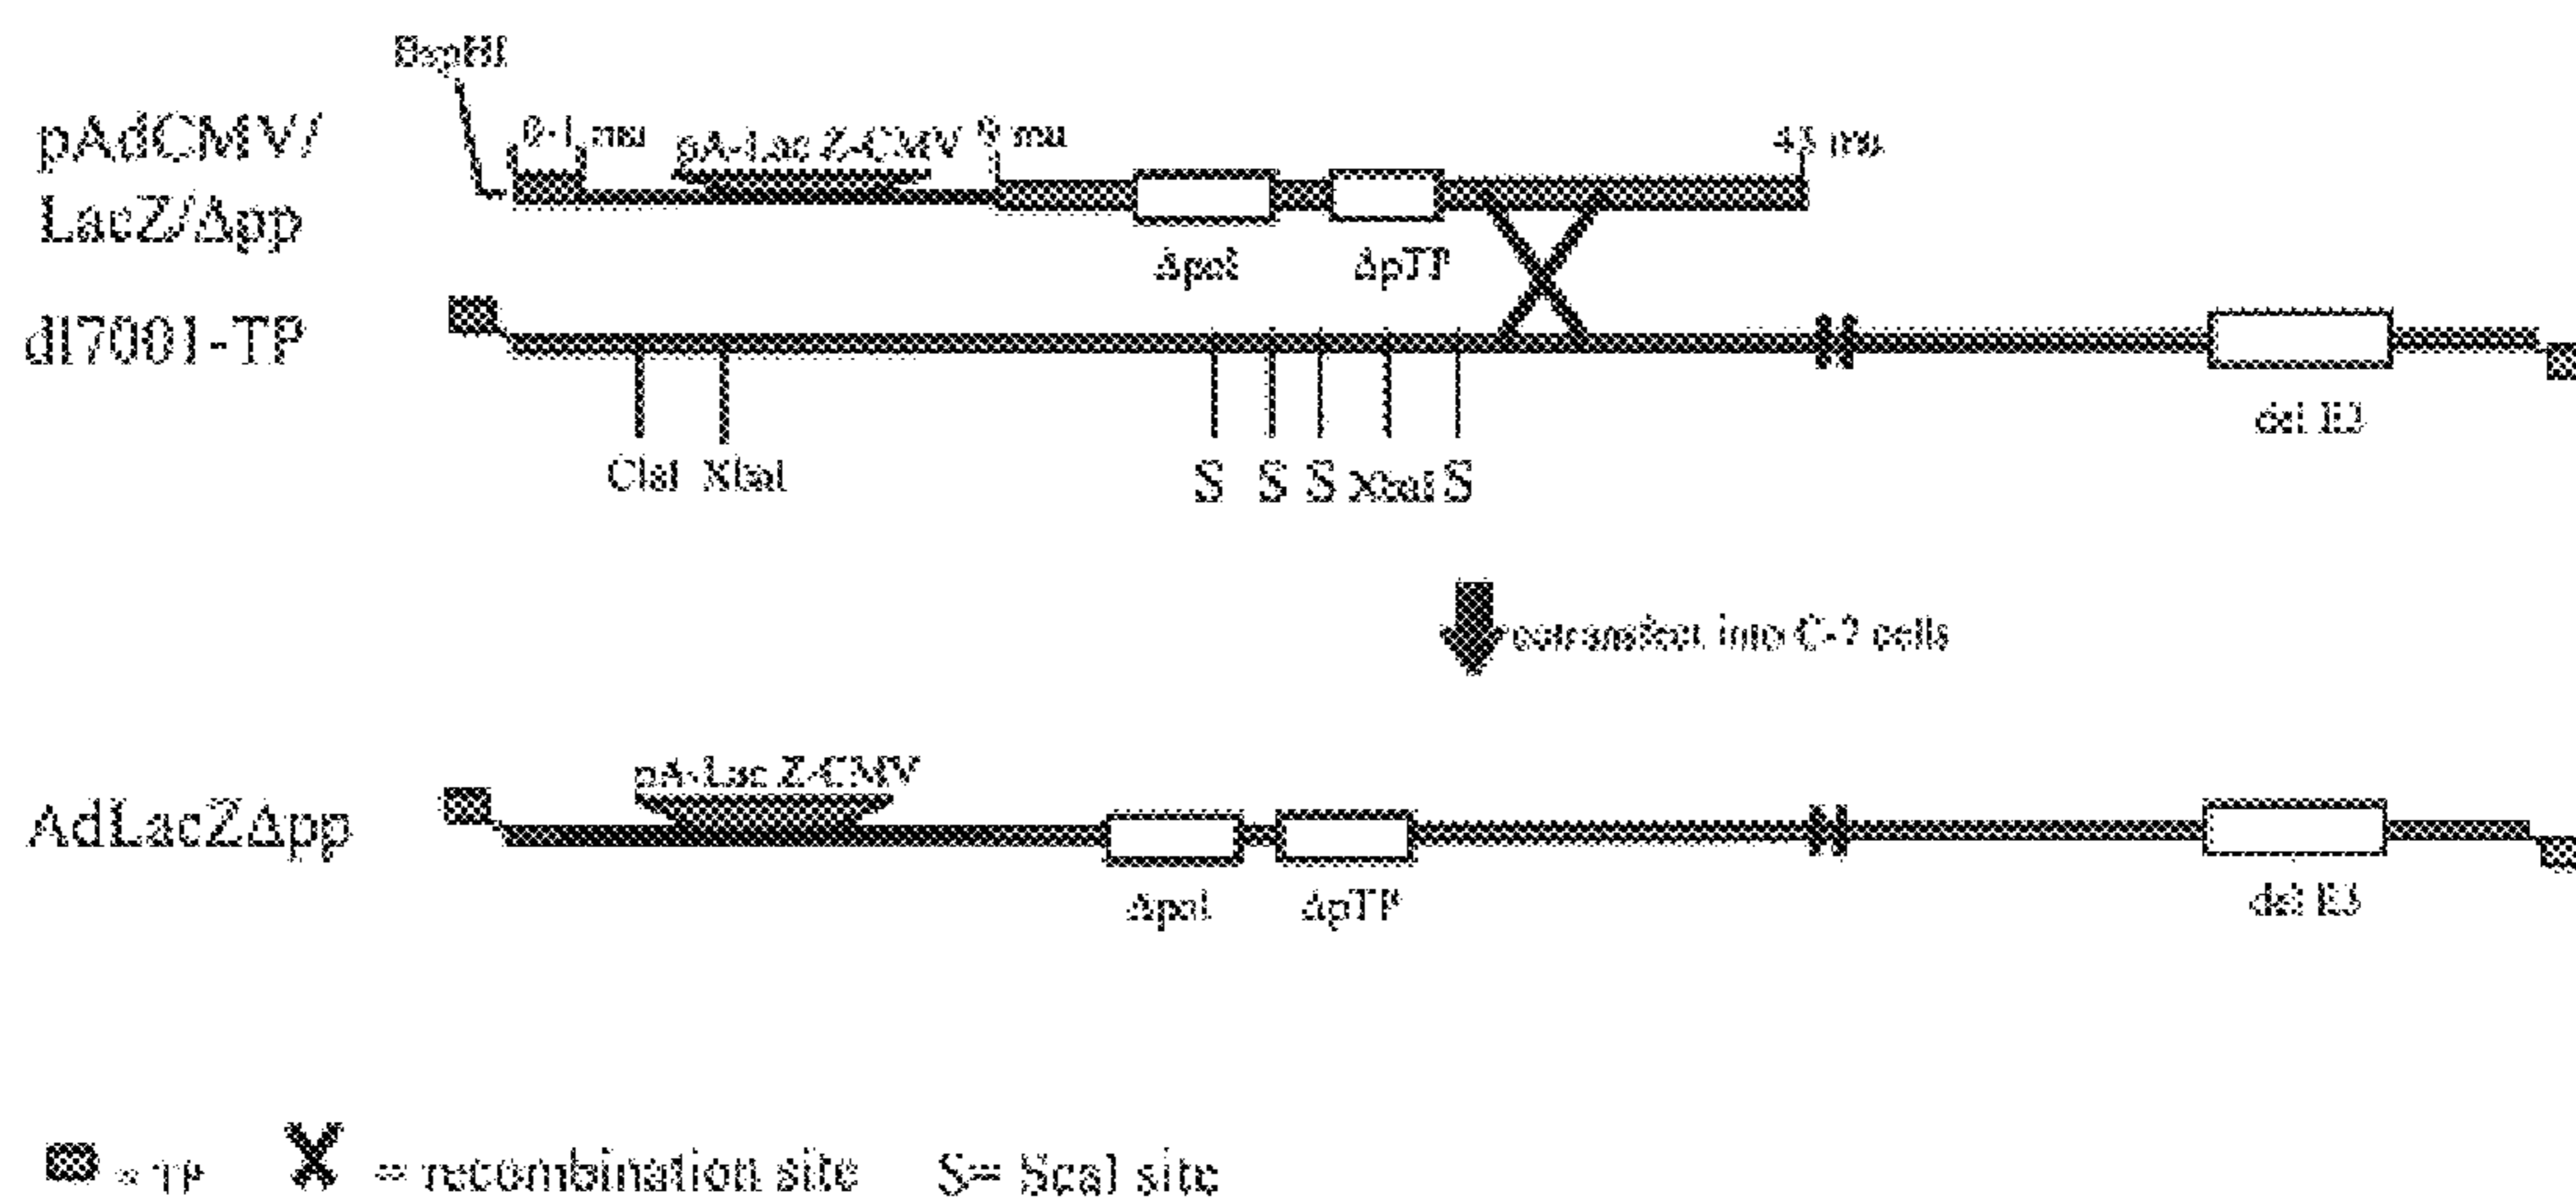 BspHI
pAdCMV/
LacZ/Δpp
0-1 mu
pA-Lac Z-CMV
9 mu
43 mu
Δpol
ΔpTP
dl7001-TP
ClaI XbaI
S S S XbaI S
del E3
cotransfect into C-7 cells
pA-Lac Z-CMV
AdLacZΔpp
Δpol
ΔpTP
del E3
= TP
= recombination site
S= ScaI site